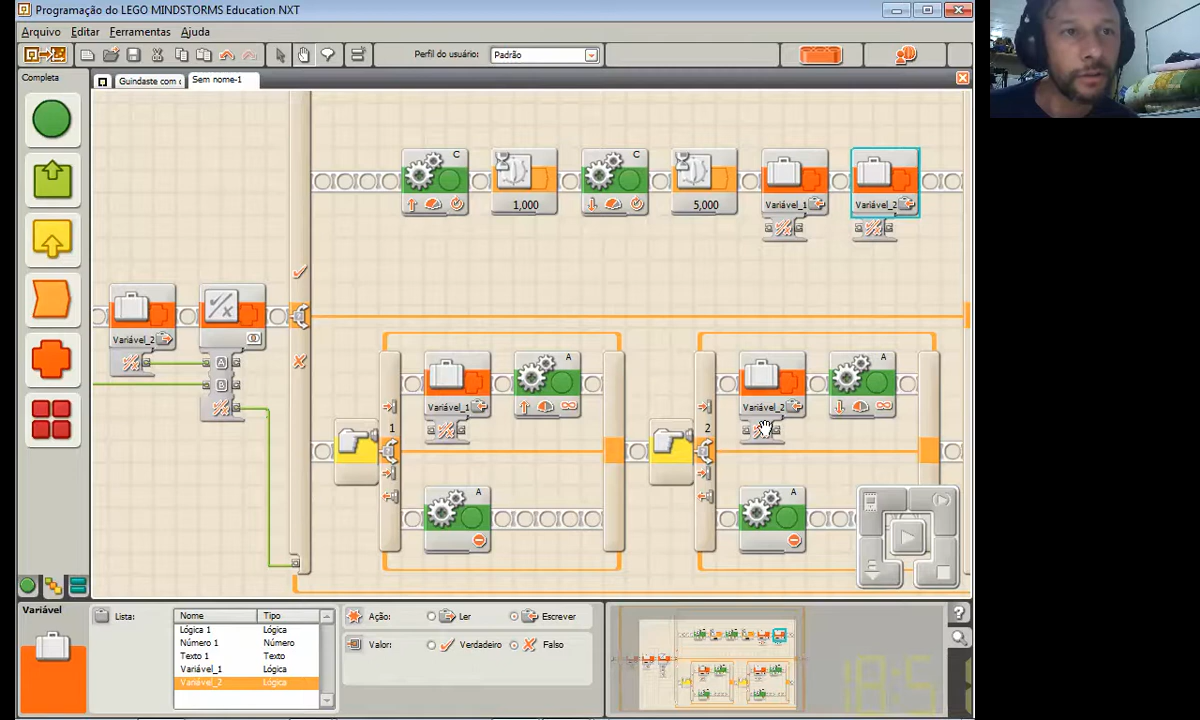 Programação do LEGO MINDSTORMS Education NXT
Arquivo Editar Ferramentas Ajuda
Perfil do usuário: Padrão
Completa
Guindaste com c
Sem nome-1
C
C
1,000
5,000
Variável_1
Variável_2
Variável_2
A
B
1
Variável_1
A
2
Variável_2
A
A
A
Variável
Lista:
Nome Tipo
Lógica 1 Lógica
Número 1 Número
Texto 1 Texto
Variável_1 Lógica
Variável_2 Lógica
Ação: Ler Escrever
Valor: Verdadeiro Falso
?